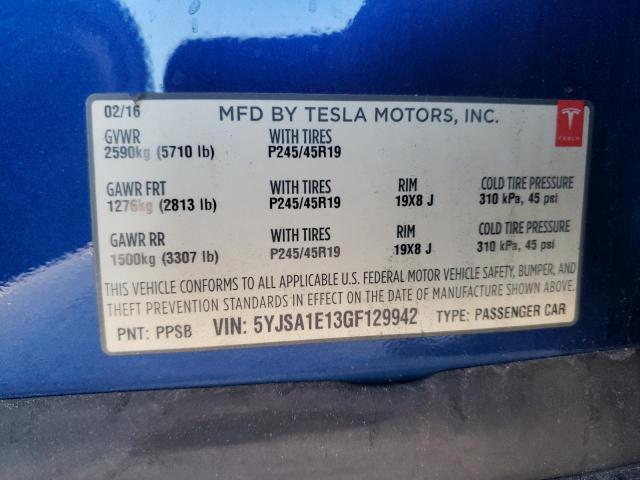 02/16 MFD BY TESLA MOTORS, INC.
TESLA
GVWR WITH TIRES
2590kg (5710 lb) P245/45R19
GAWR FRT WITH TIRES RIM COLD TIRE PRESSURE
1276kg (2813 lb) P245/45R19 19X8 J 310 kPa, 45 psi
GAWR RR WITH TIRES RIM COLD TIRE PRESSURE
1500kg (3307 lb) P245/45R19 19X8 J 310 kPa, 45 psi
THIS VEHICLE CONFORMS TO ALL APPLICABLE U.S. FEDERAL MOTOR VEHICLE SAFETY, BUMPER, AND
THEFT PREVENTION STANDARDS IN EFFECT ON THE DATE OF MANUFACTURE SHOWN ABOVE.
PNT: PPSB VIN: 5YJSA1E13GF129942 TYPE: PASSENGER CAR